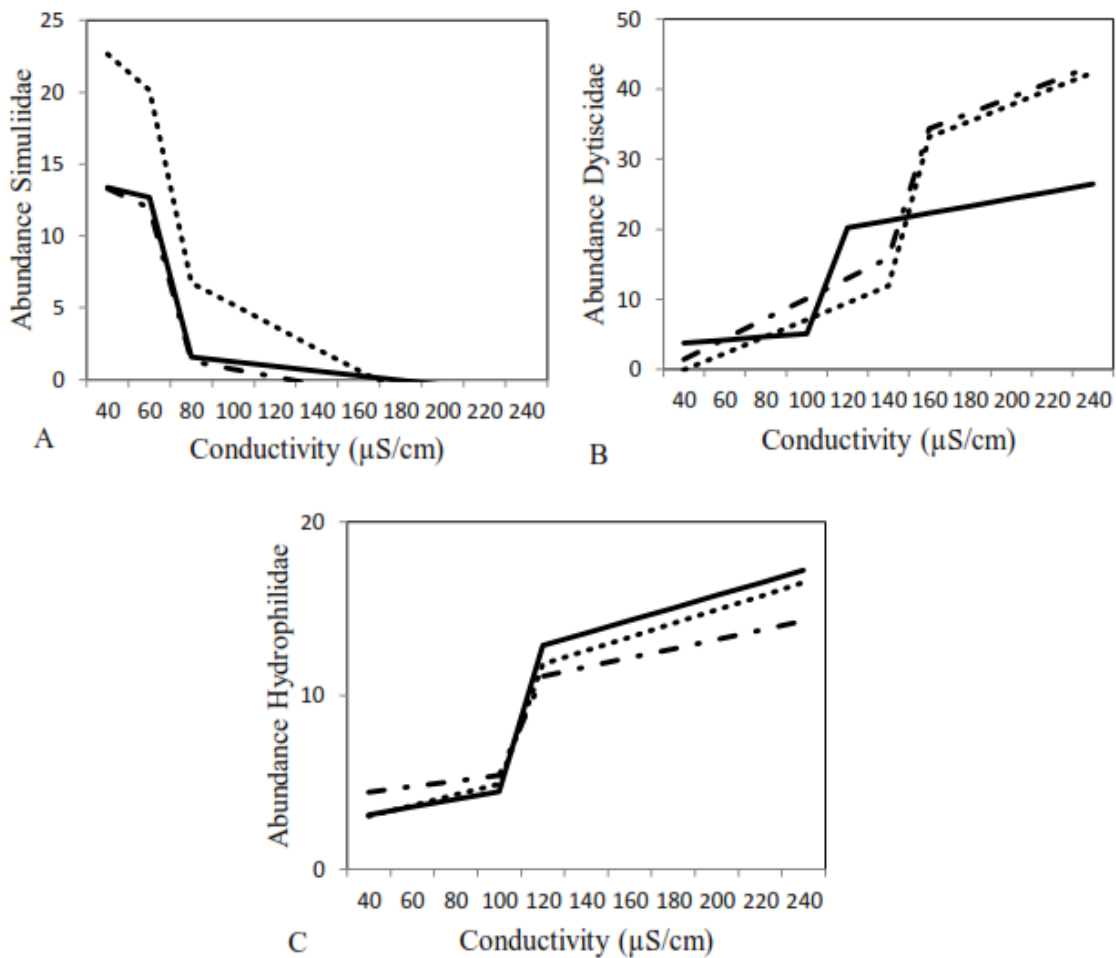 Abundance Simuliidae
25
20
15
10
5
0
40 60 80 100 120 140 160 180 200 220 240
A
Conductivity (µS/cm)
Abundance Dytiscidae
50
40
30
20
10
0
40 60 80 100 120 140 160 180 200 220 240
B
Conductivity (µS/cm)
Abundance Hydrophilidae
20
10
0
40 60 80 100 120 140 160 180 200 220 240
C
Conductivity (µS/cm)